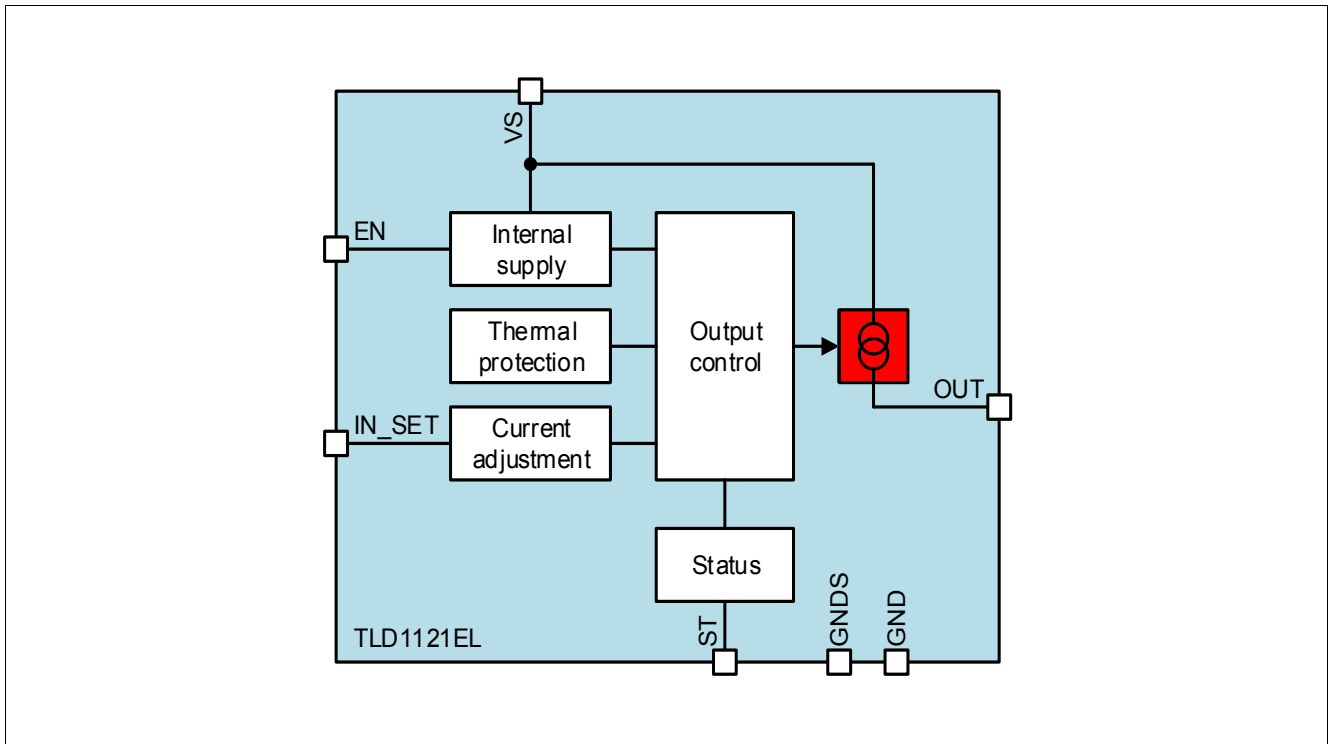 VS
EN
Internal
supply
Thermal
protection
Output
control
OUT
IN_SET
Current
adjustment
Status
ST
GNDS
GND
TLD1121EL